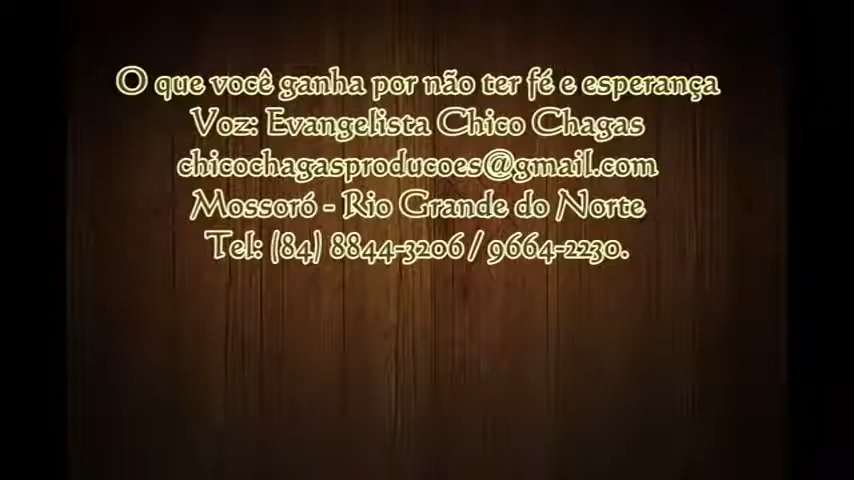 O que você ganha por não ter fé e esperança
Voz: Evangelista Chico Chagas
chicochagasproducoes@gmail.com
Mossoró - Rio Grande do Norte
Tel: (84) 8844-3206 / 9664-2230.